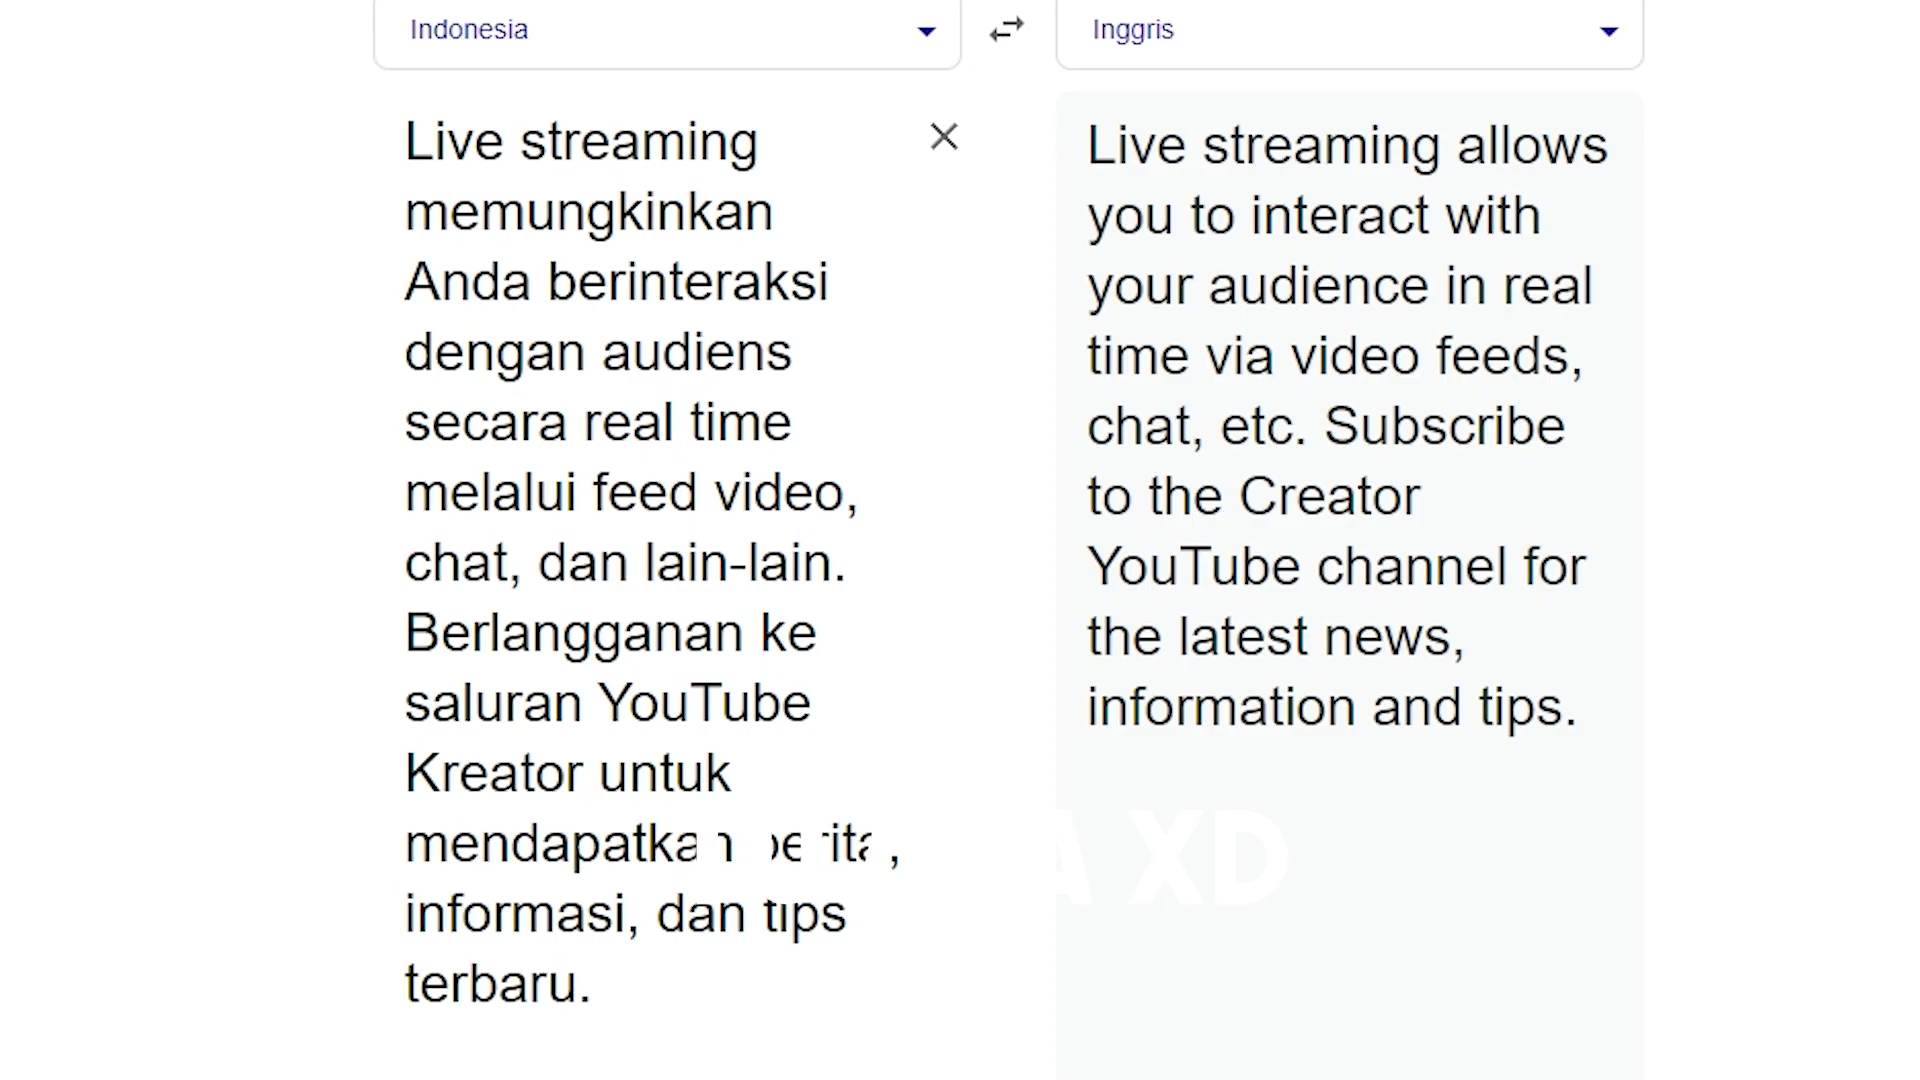 Indonesia
Inggris
Live streaming
memungkinkan
Anda berinteraksi
dengan audiens
secara real time
melalui feed video,
chat, dan lain-lain.
Berlangganan ke
saluran YouTube
Kreator untuk
mendapatkan berita,
informasi, dan tips
terbaru.
Live streaming allows
you to interact with
your audience in real
time via video feeds,
chat, etc. Subscribe
to the Creator
YouTube channel for
the latest news,
information and tips.
XD